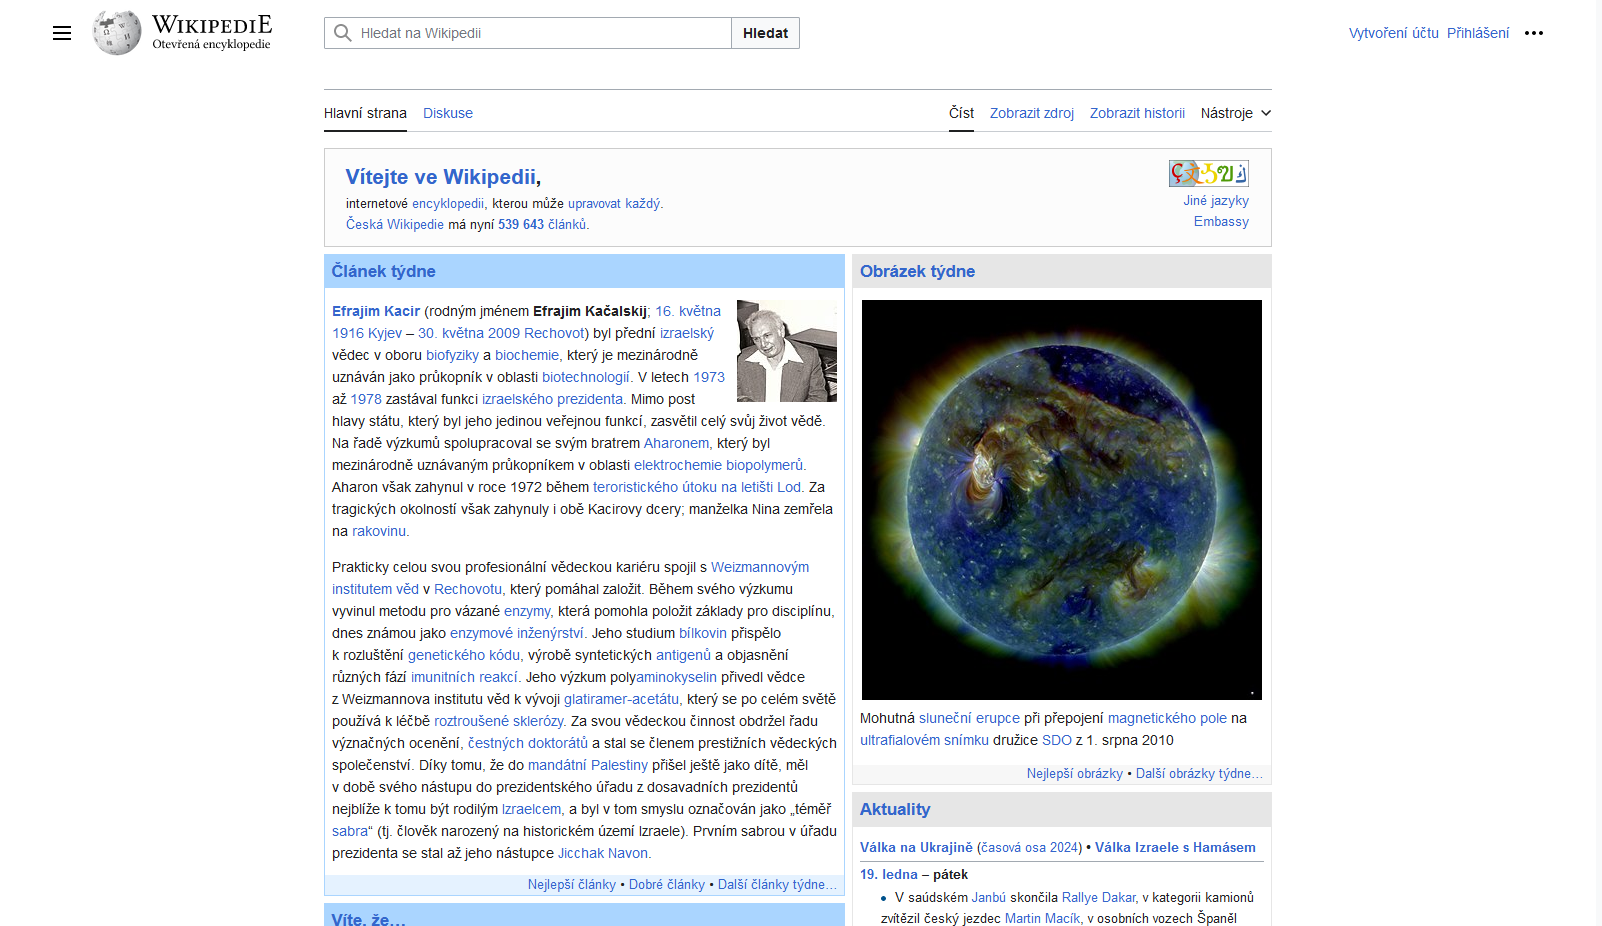 WIKIPEDIE
Otevřená encyklopedie
Hledat na Wikipedii
Hledat
Vytvoření účtu
Přihlášení
Hlavní strana
Diskuse
Číst
Zobrazit zdroj
Zobrazit historii
Nástroje
Vítejte ve Wikipedii,
internetové encyklopedii, kterou může upravovat každý.
Česká Wikipedie má nyní 539 643 článků.
Jiné jazyky
Embassy
Článek týdne
Efrajim Kacir (rodným jménem Efrajim Kačalskij; 16. května
1916 Kyjev – 30. května 2009 Rechovot) byl přední izraelský
vědec v oboru biofyziky a biochemie, který je mezinárodně
uznáván jako průkopník v oblasti biotechnologií. V letech 1973
až 1978 zastával funkci izraelského prezidenta. Mimo post
hlavy státu, který byl jeho jedinou veřejnou funkcí, zasvětil celý svůj život vědě.
Na řadě výzkumů spolupracoval se svým bratrem Aharonem, který byl
mezinárodně uznávaným průkopníkem v oblasti elektrochemie biopolymerů.
Aharon však zahynul v roce 1972 během teroristického útoku na letišti Lod. Za
tragických okolností však zahynuly i obě Kacirovy dcery; manželka Nina zemřela
na rakovinu.
Prakticky celou svou profesionální vědeckou kariéru spojil s Weizmannovým
institutem věd v Rechovotu, který pomáhal založit. Během svého výzkumu
vyvinul metodu pro vázané enzymy, která pomohla položit základy pro disciplínu,
dnes známou jako enzymové inženýrství. Jeho studium bílkovin přispělo
k rozluštění genetického kódu, výrobě syntetických antigenů a objasnění
různých fází imunitních reakcí. Jeho výzkum polyaminokyselin přivedl vědce
z Weizmannova institutu věd k vývoji glatiramer-acetátu, který se po celém světě
používá k léčbě roztroušené sklerózy. Za svou vědeckou činnost obdržel řadu
význačných ocenění, čestných doktorátů a stal se členem prestižních vědeckých
společenství. Díky tomu, že do mandátní Palestiny přišel ještě jako dítě, měl
v době svého nástupu do prezidentského úřadu z dosavadních prezidentů
nejblíže k tomu být rodilým Izraelcem, a byl v tom smyslu označován jako „téměř
sabra“ (tj. člověk narozený na historickém území Izraele). Prvním sabrou v úřadu
prezidenta se stal až jeho nástupce Jicchak Navon.
Nejlepší články • Dobré články • Další články týdne…
Víte, že…
Obrázek týdne
Mohutná sluneční erupce při přepojení magnetického pole na
ultrafialovém snímku družice SDO z 1. srpna 2010
Nejlepší obrázky • Další obrázky týdne…
Aktuality
Válka na Ukrajině (časová osa 2024) • Válka Izraele s Hamásem
19. ledna – pátek
• V saúdském Janbú skončila Rallye Dakar, v kategorii kamionů
zvítězil český jezdec Martin Macík, v osobních vozech Španěl